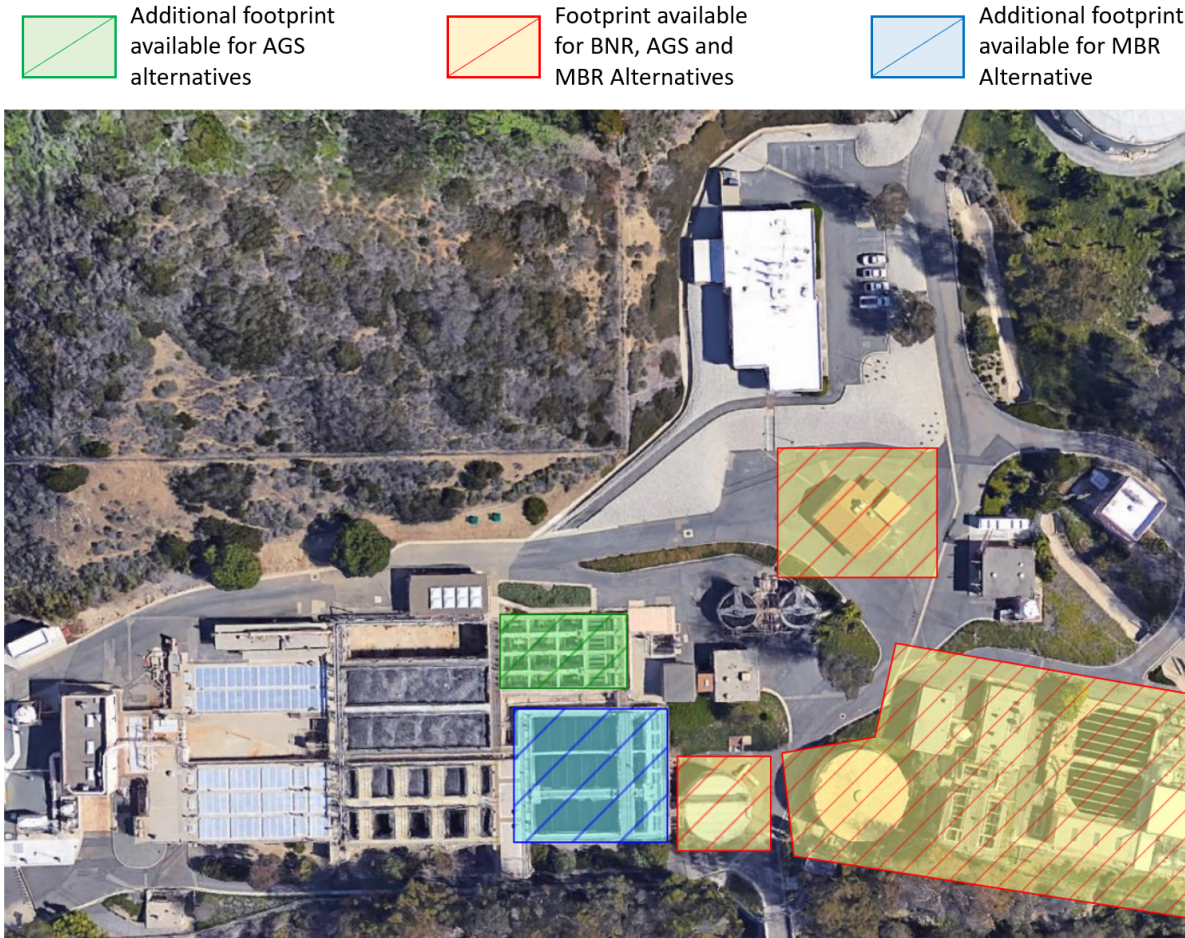 Additional footprint
available for AGS
alternatives
Footprint available
for BNR, AGS and
MBR Alternatives
Additional footprint
available for MBR
Alternative